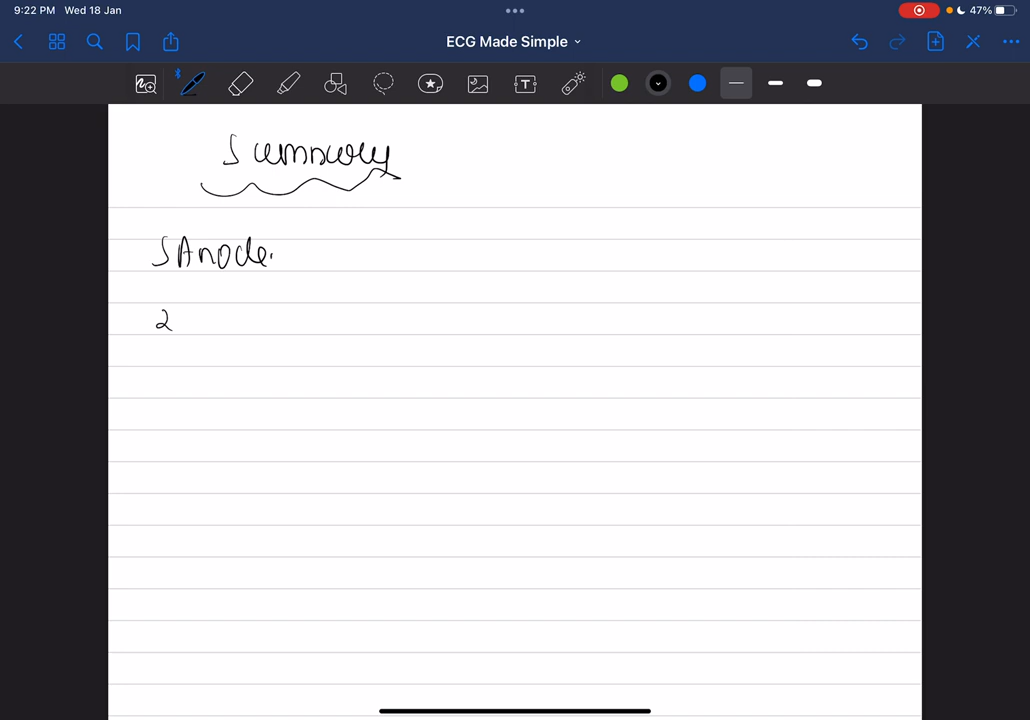 9:22 PM Wed 18 Jan
47%
ECG Made Simple
T
Summary
SA node.
2